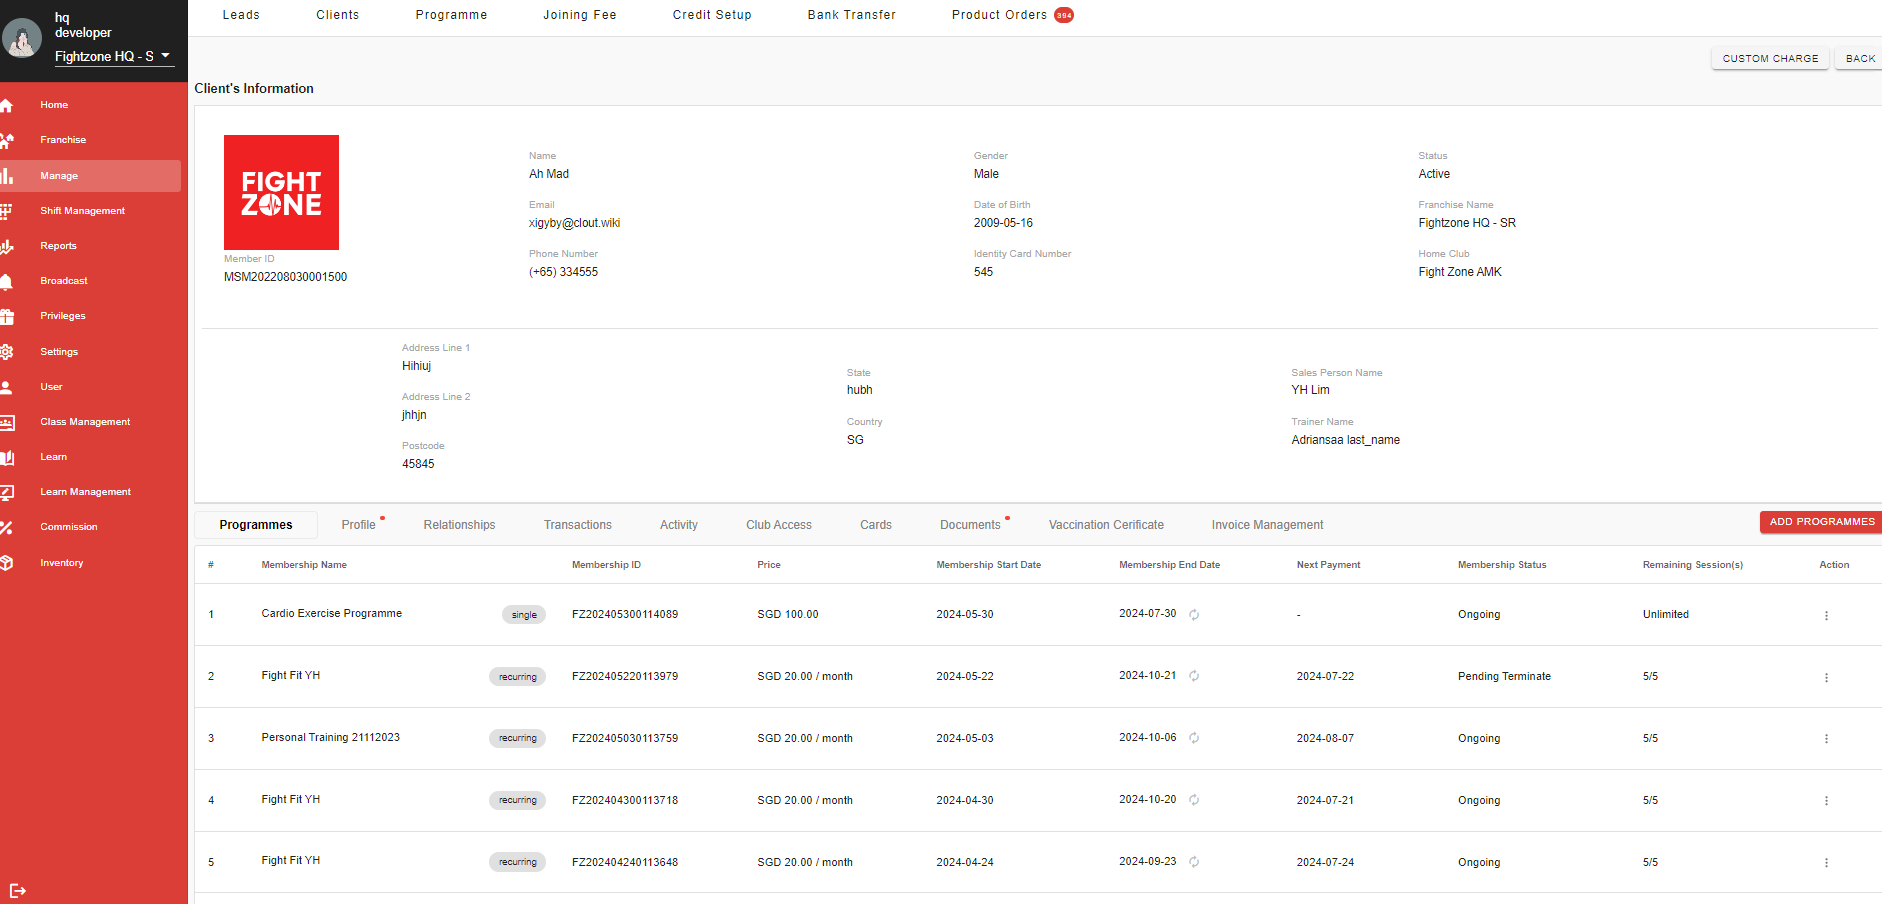 hq
developer
Fightzone HQ - S
Home
Franchise
Manage
Shift Management
Reports
Broadcast
Privileges
Settings
User
Class Management
Learn
Learn Management
Commission
Inventory
Leads Clients Programme Joining Fee Credit Setup Bank Transfer Product Orders 394
CUSTOM CHARGE BACK
Client's Information
FIGHT
ZONE
Member ID
MSM202208030001500
Name
Ah Mad
Email
xigyby@clout.wiki
Phone Number
(+65) 334555
Gender
Male
Date of Birth
2009-05-16
Identity Card Number
545
Status
Active
Franchise Name
Fightzone HQ - SR
Home Club
Fight Zone AMK
Address Line 1
Hihiuj
Address Line 2
jhhjn
Postcode
45845
State
hubh
Country
SG
Sales Person Name
YH Lim
Trainer Name
Adriansaa last_name
Programmes Profile Relationships Transactions Activity Club Access Cards Documents Vaccination Cerificate Invoice Management ADD PROGRAMMES
# Membership Name Membership ID Price Membership Start Date Membership End Date Next Payment Membership Status Remaining Session(s) Action
1 Cardio Exercise Programme single FZ202405300114089 SGD 100.00 2024-05-30 2024-07-30 - Ongoing Unlimited
2 Fight Fit YH recurring FZ202405220113979 SGD 20.00 / month 2024-05-22 2024-10-21 2024-07-22 Pending Terminate 5/5
3 Personal Training 21112023 recurring FZ202405030113759 SGD 20.00 / month 2024-05-03 2024-10-06 2024-08-07 Ongoing 5/5
4 Fight Fit YH recurring FZ202404300113718 SGD 20.00 / month 2024-04-30 2024-10-20 2024-07-21 Ongoing 5/5
5 Fight Fit YH recurring FZ202404240113648 SGD 20.00 / month 2024-04-24 2024-09-23 2024-07-24 Ongoing 5/5